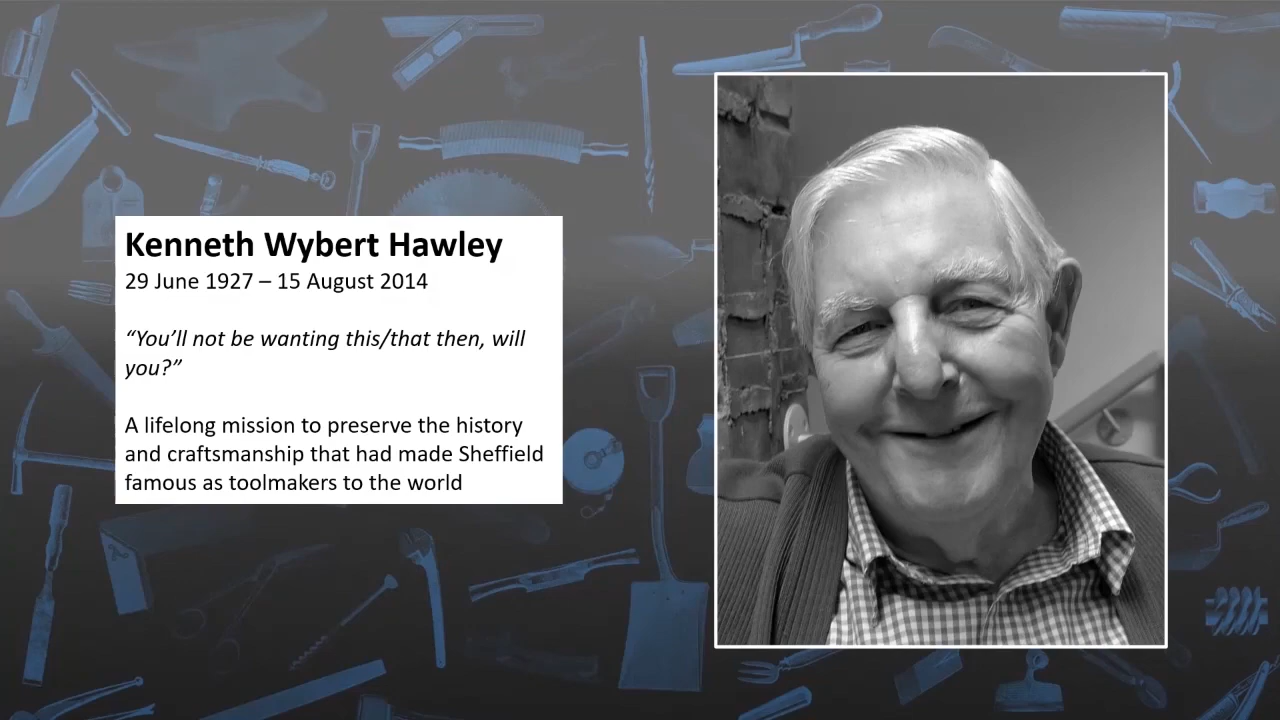 Kenneth Wybert Hawley
29 June 1927 – 15 August 2014
“You’ll not be wanting this/that then, will
you?”
A lifelong mission to preserve the history
and craftsmanship that had made Sheffield
famous as toolmakers to the world